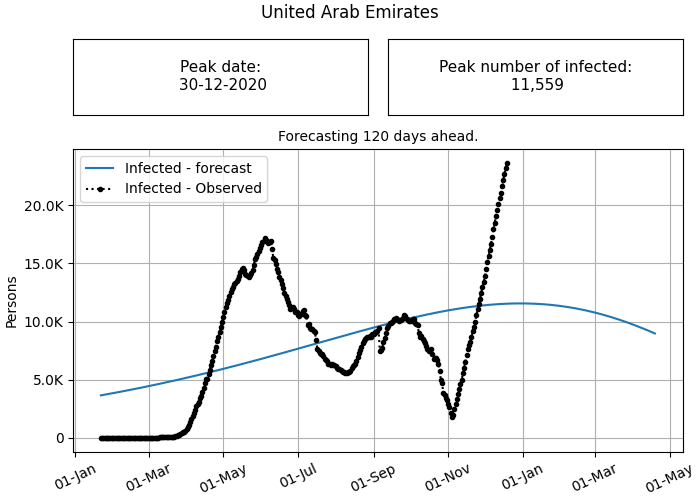 United Arab Emirates
Peak date:
30-12-2020
Peak number of infected:
11,559
Forecasting 120 days ahead.
Infected - forecast
Infected - Observed
20.0K
15.0K
10.0K
5.0K
0
Persons
01-Jan
01-Mar
01-May
01-Jul
01-Sep
01-Nov
01-Jan
01-Mar
01-May